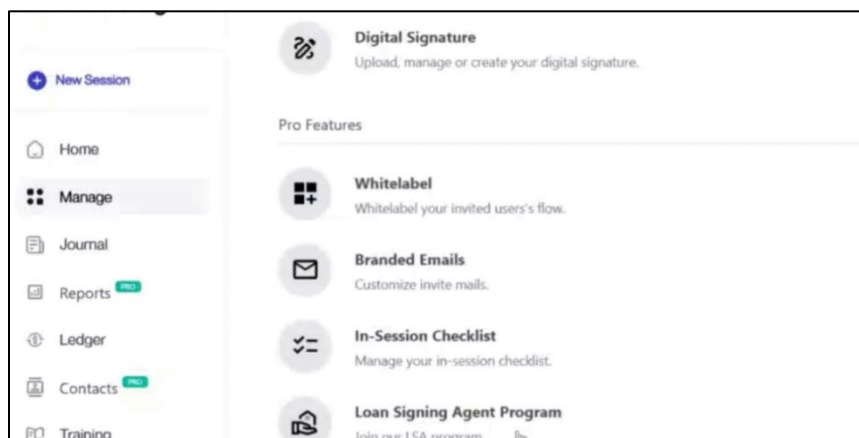 New Session
Home
Manage
Journal
Reports PRO
Ledger
Contacts PRO
Training
Digital Signature
Upload, manage or create your digital signature.
Pro Features
Whitelabel
Whitelabel your invited users's flow.
Branded Emails
Customize invite mails.
In-Session Checklist
Manage your in-session checklist.
Loan Signing Agent Program
Join our LSA program